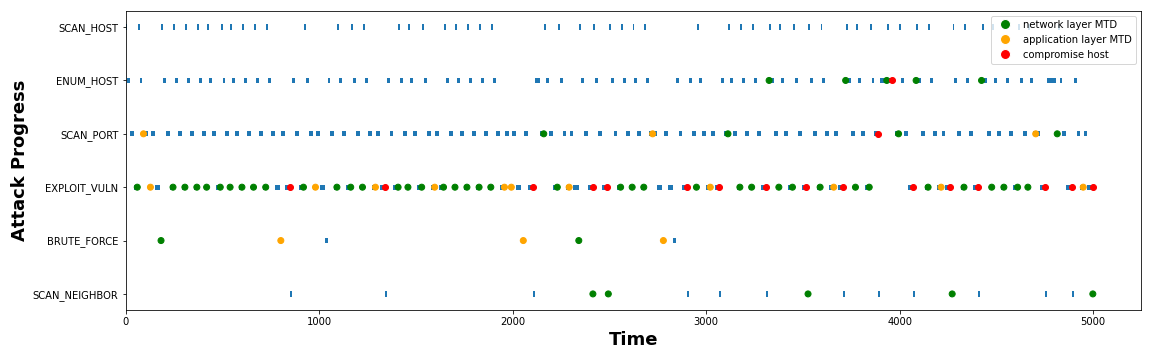 SCAN_HOST
ENUM_HOST
SCAN_PORT
EXPLOIT_VULN
BRUTE_FORCE
SCAN_NEIGHBOR
Attack Progress
network layer MTD
application layer MTD
compromise host
0 1000 2000 3000 4000 5000
Time